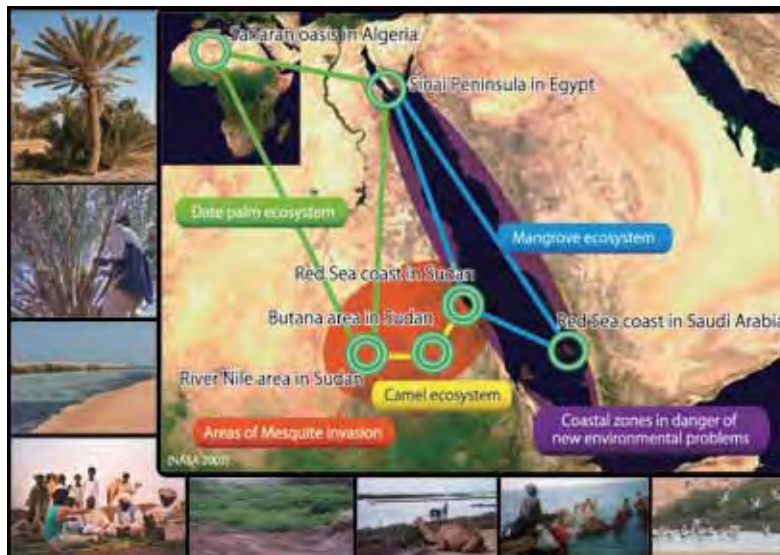 Saharan oasis in Algeria
Sinai Peninsula in Egypt
Date palm ecosystem
Mangrove ecosystem
Red Sea coast in Sudan
Butana area in Sudan
Red Sea coast in Saudi Arabia
River Nile area in Sudan
Camel ecosystem
Areas of Mesquite invasion
Coastal zones in danger of
new environmental problems
(NASA 2002)